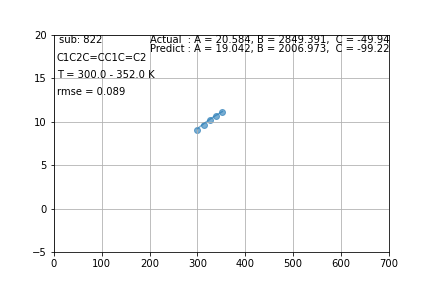 sub: 822
Actual : A = 20.584, B = 2849.391, C = -49.94
Predict : A = 19.042, B = 2006.973, C = -99.22
C1C2C=CC1C=C2
T = 300.0 - 352.0 K
rmse = 0.089
20
15
10
5
0
−5
0 100 200 300 400 500 600 700